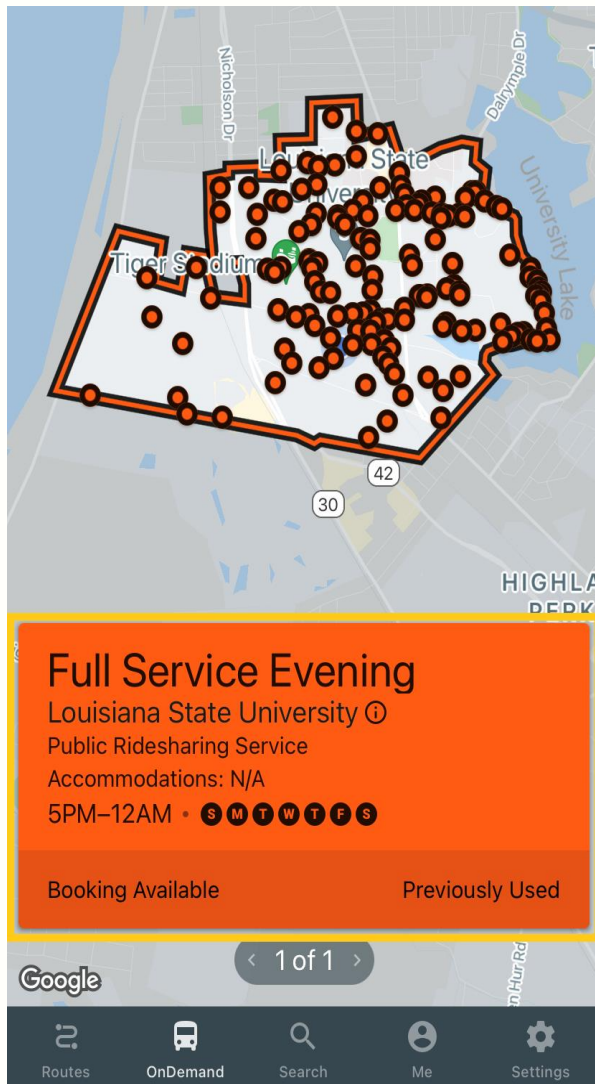 Nicholson Dr
Dalrymple Dr
Louisiana State
University
University Lake
Tiger Stadium
42
30
HIGHLA
PERK
Full Service Evening
Louisiana State University
Public Ridesharing Service
Accommodations: N/A
5PM–12AM • S M T W T F S
Booking Available
Previously Used
1 of 1
Google
n Hur Rd
Routes
OnDemand
Search
Me
Settings